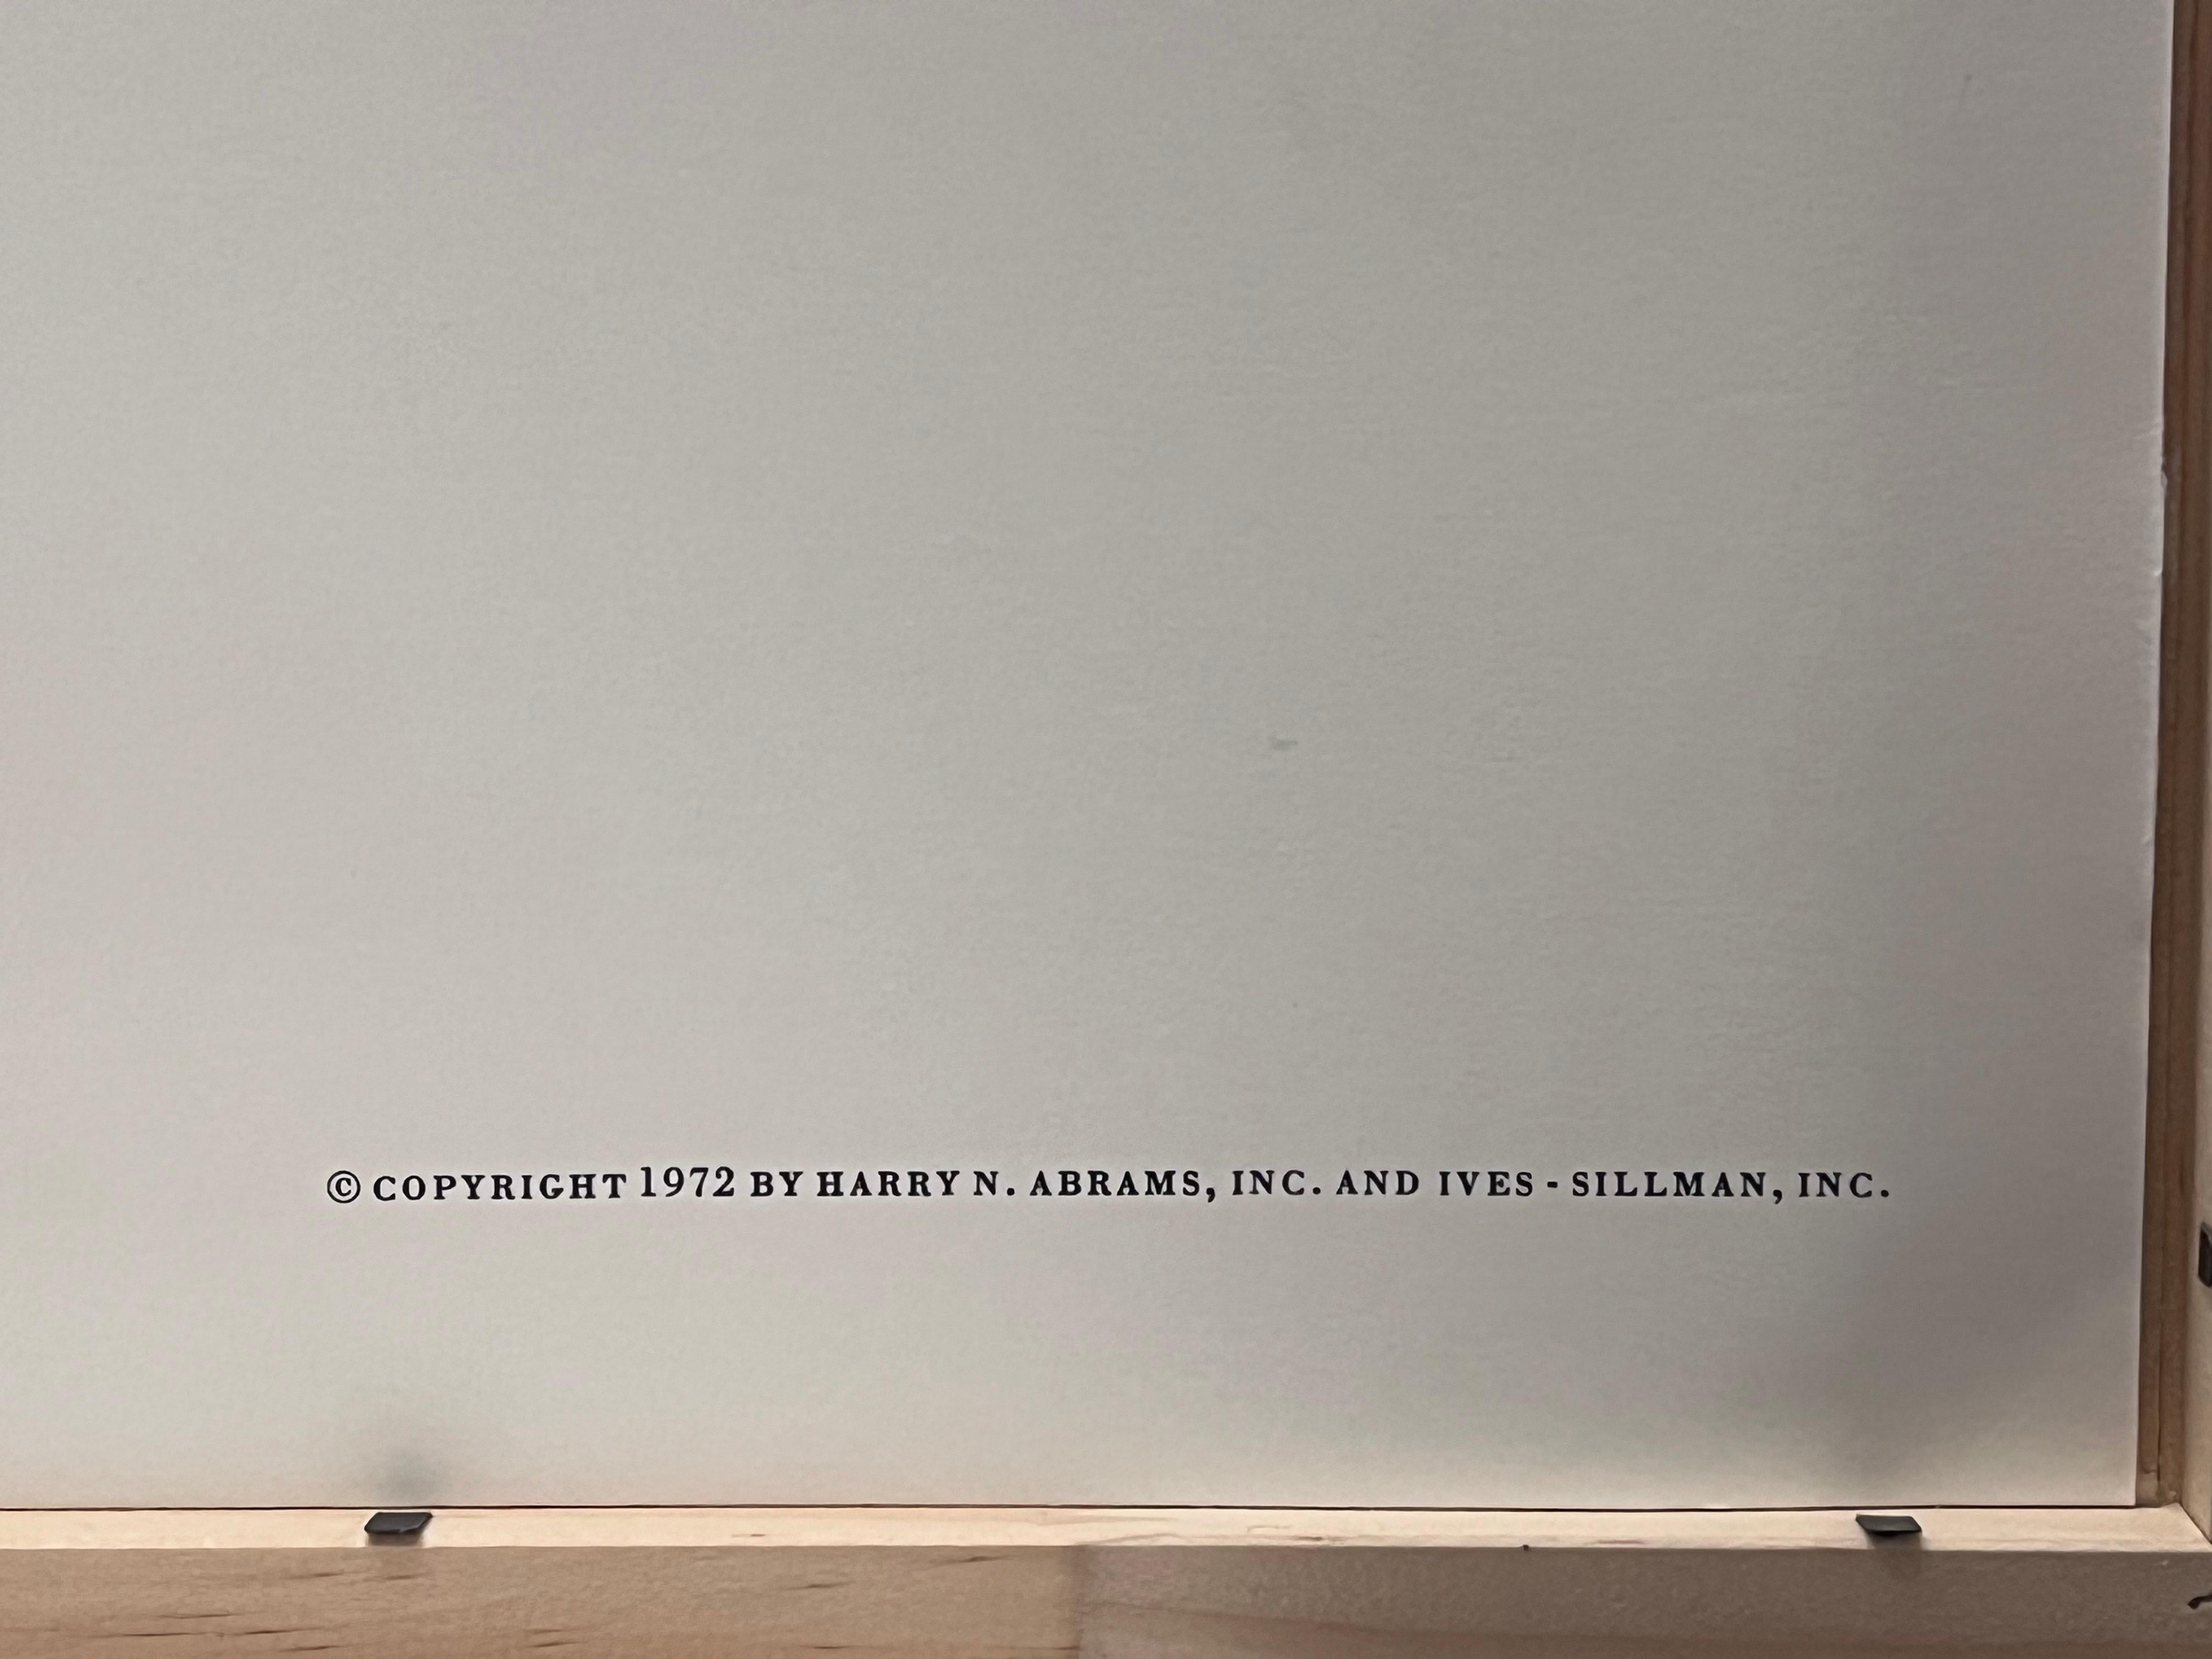 © COPYRIGHT 1972 BY HARRY N. ABRAMS, INC. AND IVES - SILLMAN, INC.